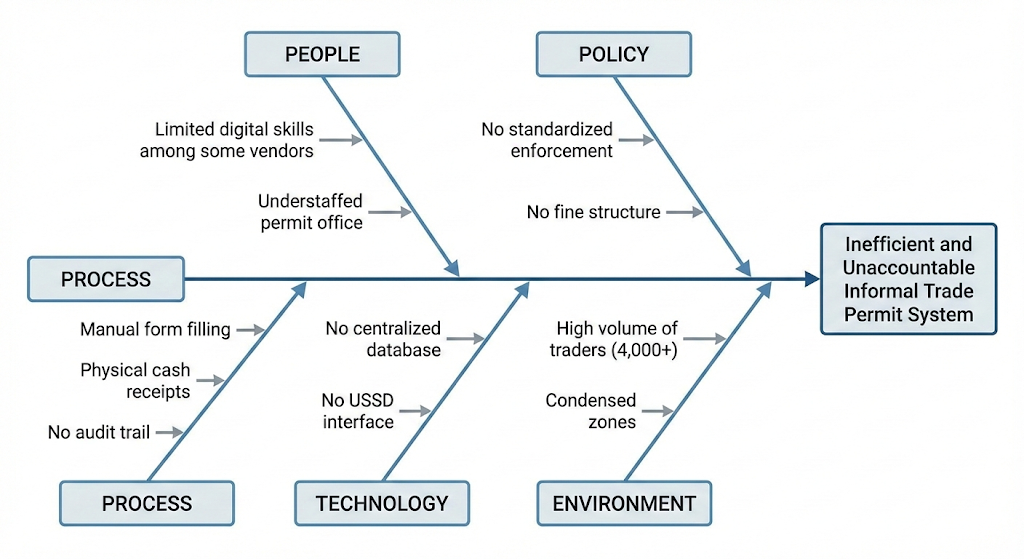 PEOPLE
POLICY
Limited digital skills
among some vendors
No standardized
enforcement
Understaffed
permit office
No fine structure
PROCESS
Inefficient and
Unaccountable
Informal Trade
Permit System
Manual form filling
No centralized
database
High volume of
traders (4,000+)
Physical cash
receipts
No USSD
interface
Condensed
zones
No audit trail
PROCESS
TECHNOLOGY
ENVIRONMENT